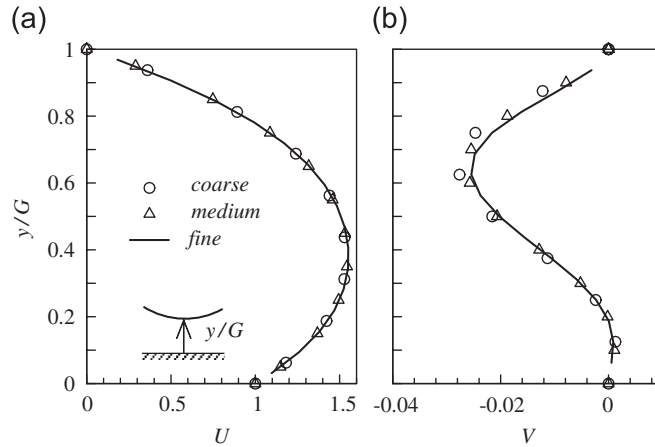 (a)
(b)
1
0.8
0.6
0.4
0.2
0
y/G
coarse
medium
fine
y/G
0
0.5
1
1.5
U
-0.04
-0.02
0
V